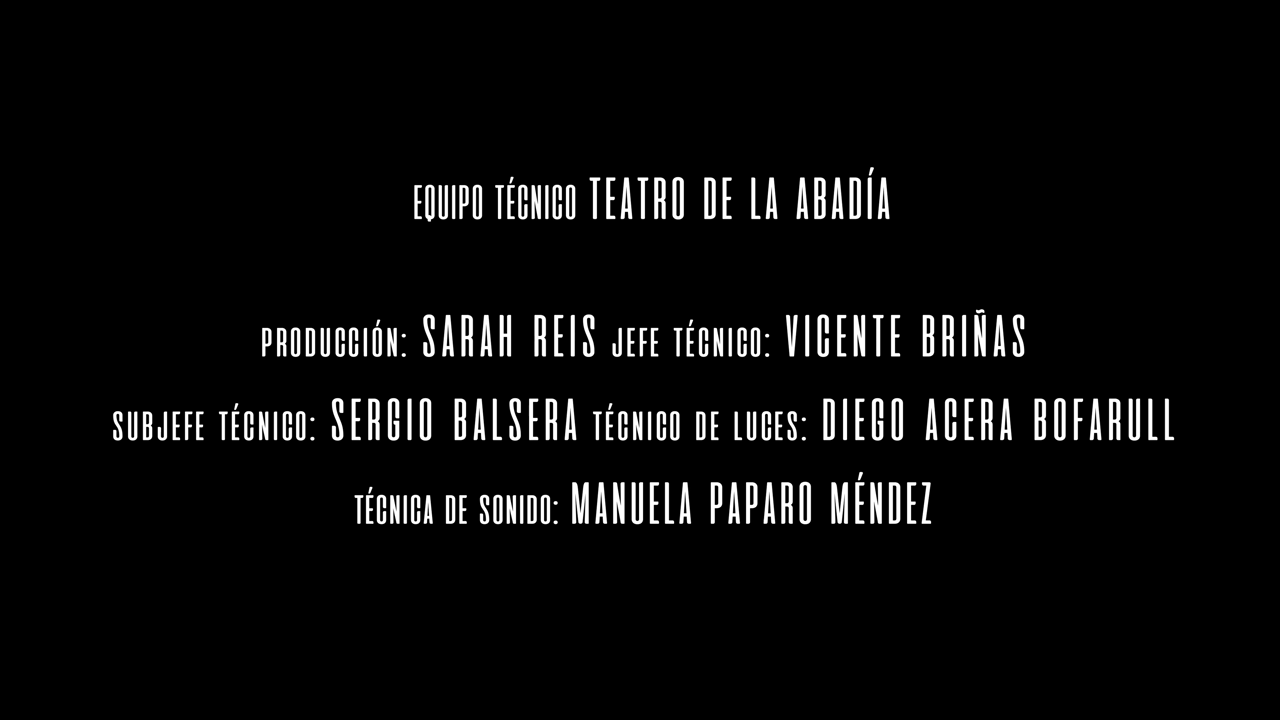 EQUIPO TÉCNICO TEATRO DE LA ABADÍA
PRODUCCIÓN: SARAH REIS JEFE TÉCNICO: VICENTE BRIÑAS
SUBJEFE TÉCNICO: SERGIO BALSERA TÉCNICO DE LUCES: DIEGO ACERA BOFARULL
TÉCNICA DE SONIDO: MANUELA PAPARO MÉNDEZ